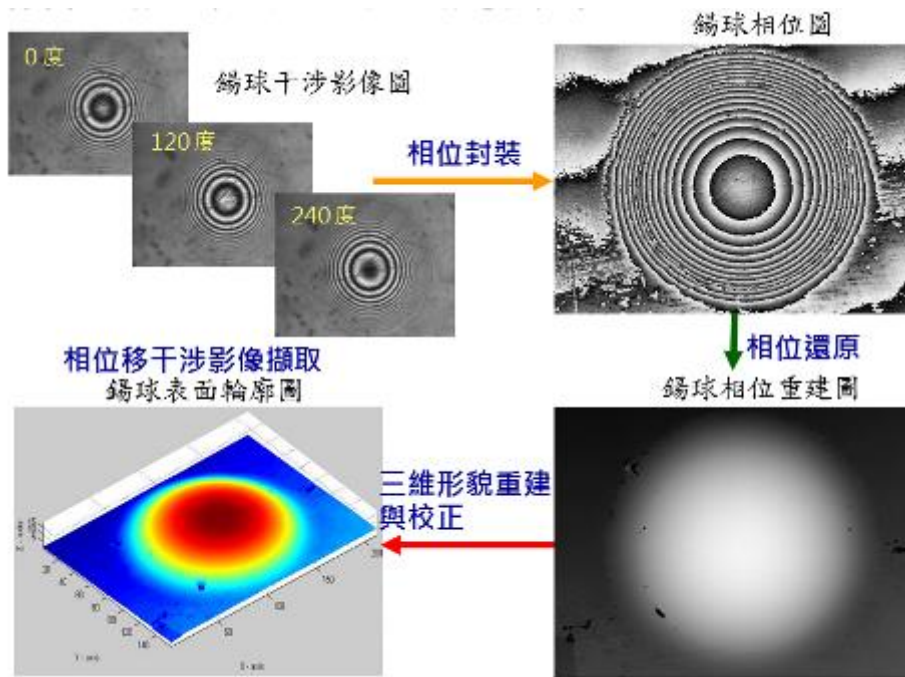 0度
錫球干涉影像圖
120度
240度
相位移干涉影像擷取
相位封裝
錫球相位圖
相位還原
錫球相位重建圖
三維形貌重建
與校正
錫球表面輪廓圖